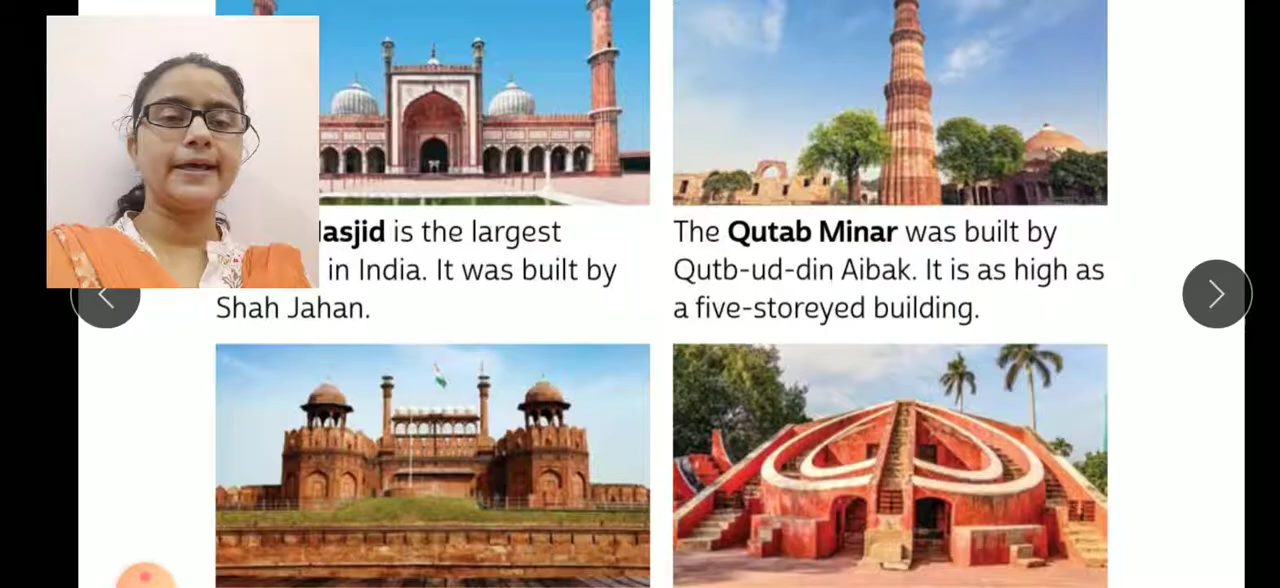 asjid is the largest
in India. It was built by
Shah Jahan.
The Qutab Minar was built by
Qutb-ud-din Aibak. It is as high as
a five-storeyed building.